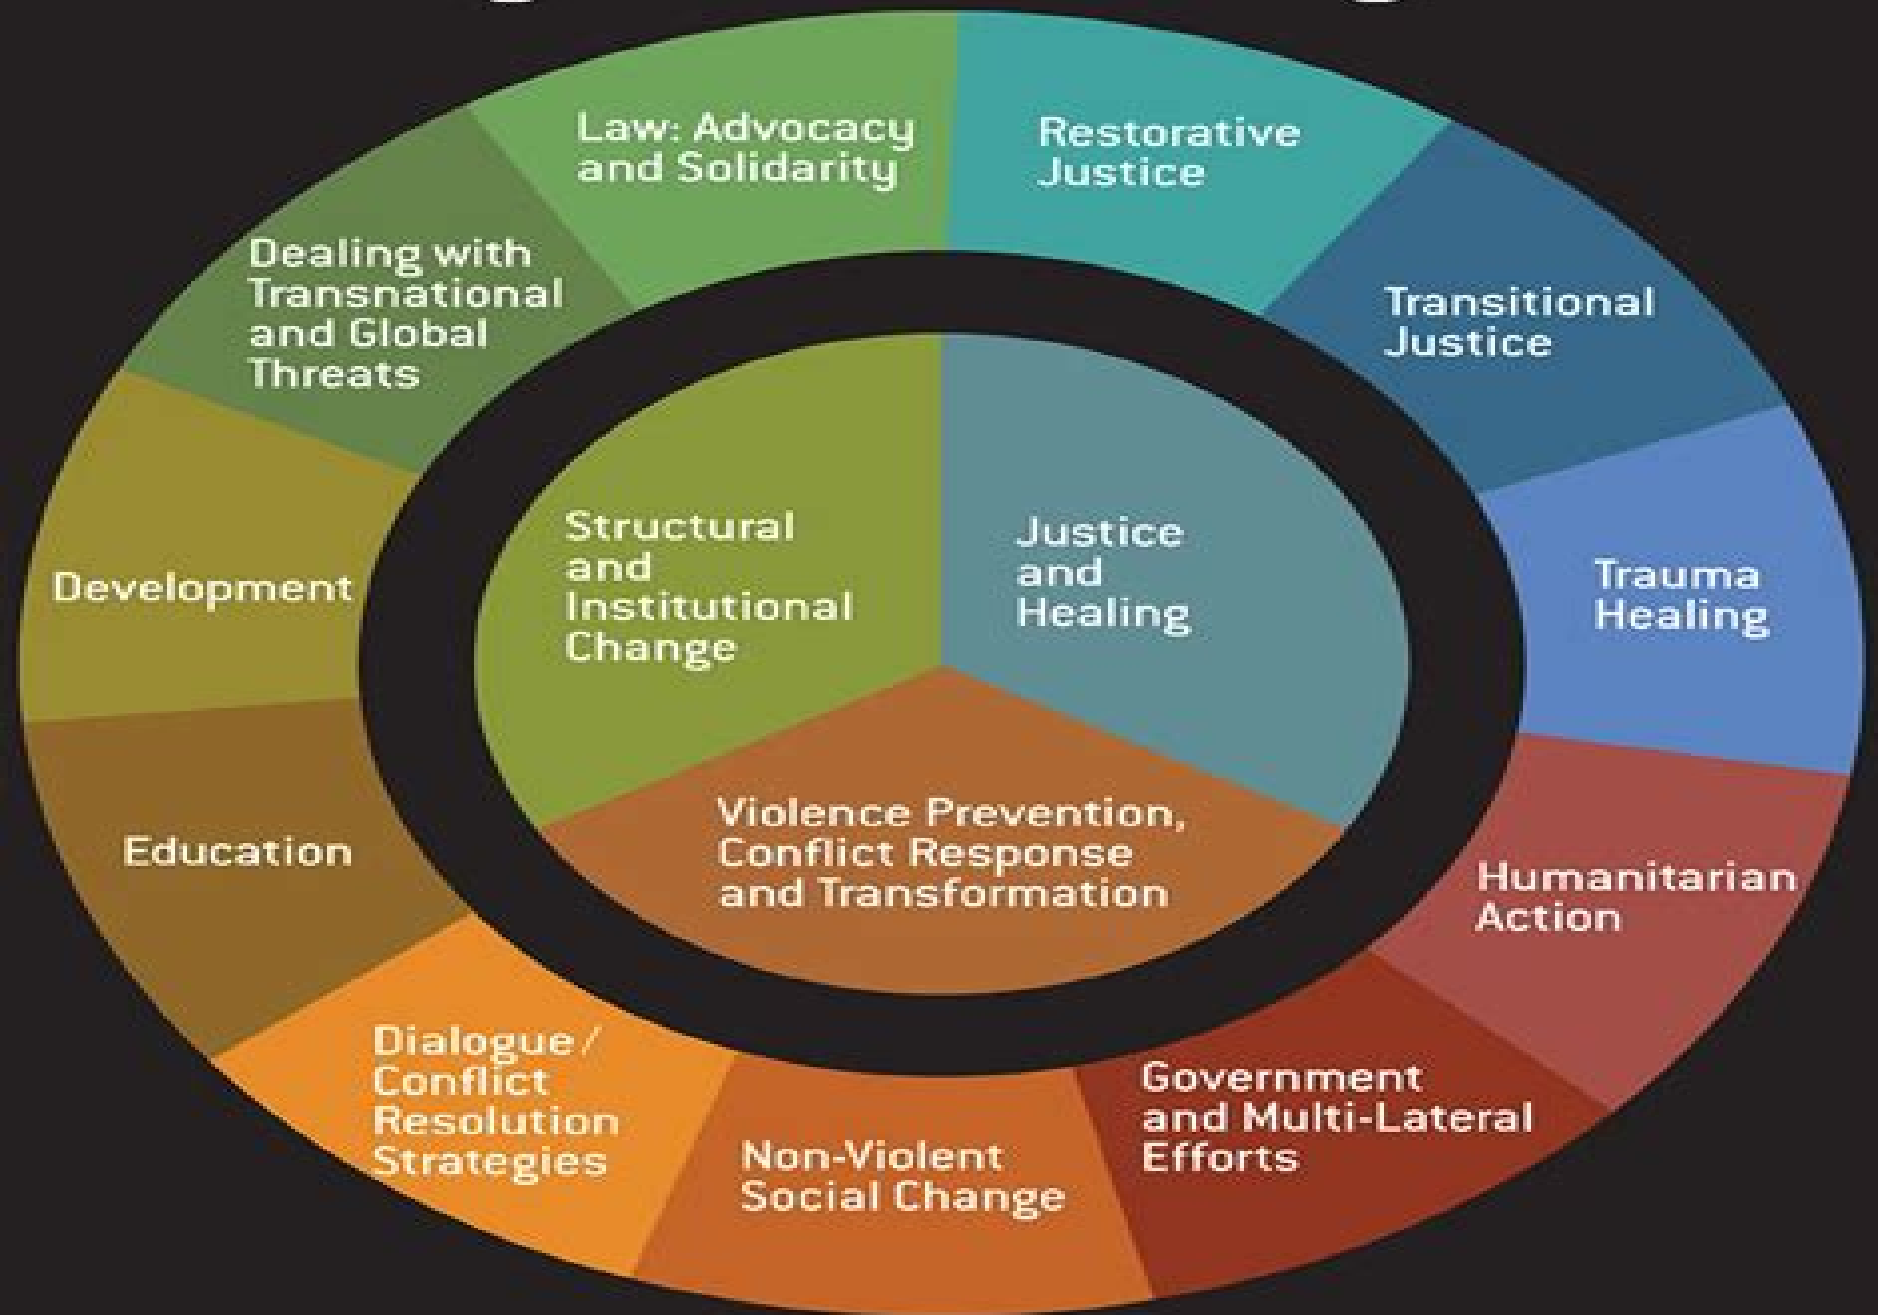 Law: Advocacy
and Solidarity
Restorative
Justice
Transitional
Justice
Trauma
Healing
Humanitarian
Action
Government
and Multi-Lateral
Efforts
Non-Violent
Social Change
Dialogue/
Conflict
Resolution
Strategies
Education
Development
Dealing with
Transnational
and Global
Threats
Structural
and
Institutional
Change
Justice
and
Healing
Violence Prevention,
Conflict Response
and Transformation